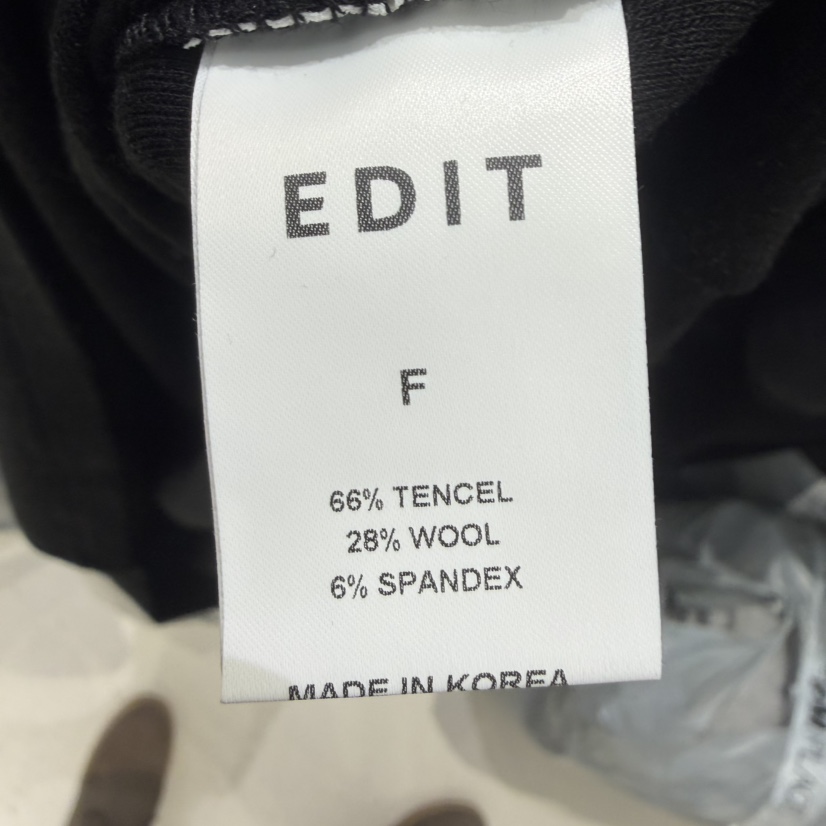 EDIT
F
66% TENCEL
28% WOOL
6% SPANDEX
MADE IN KOREA